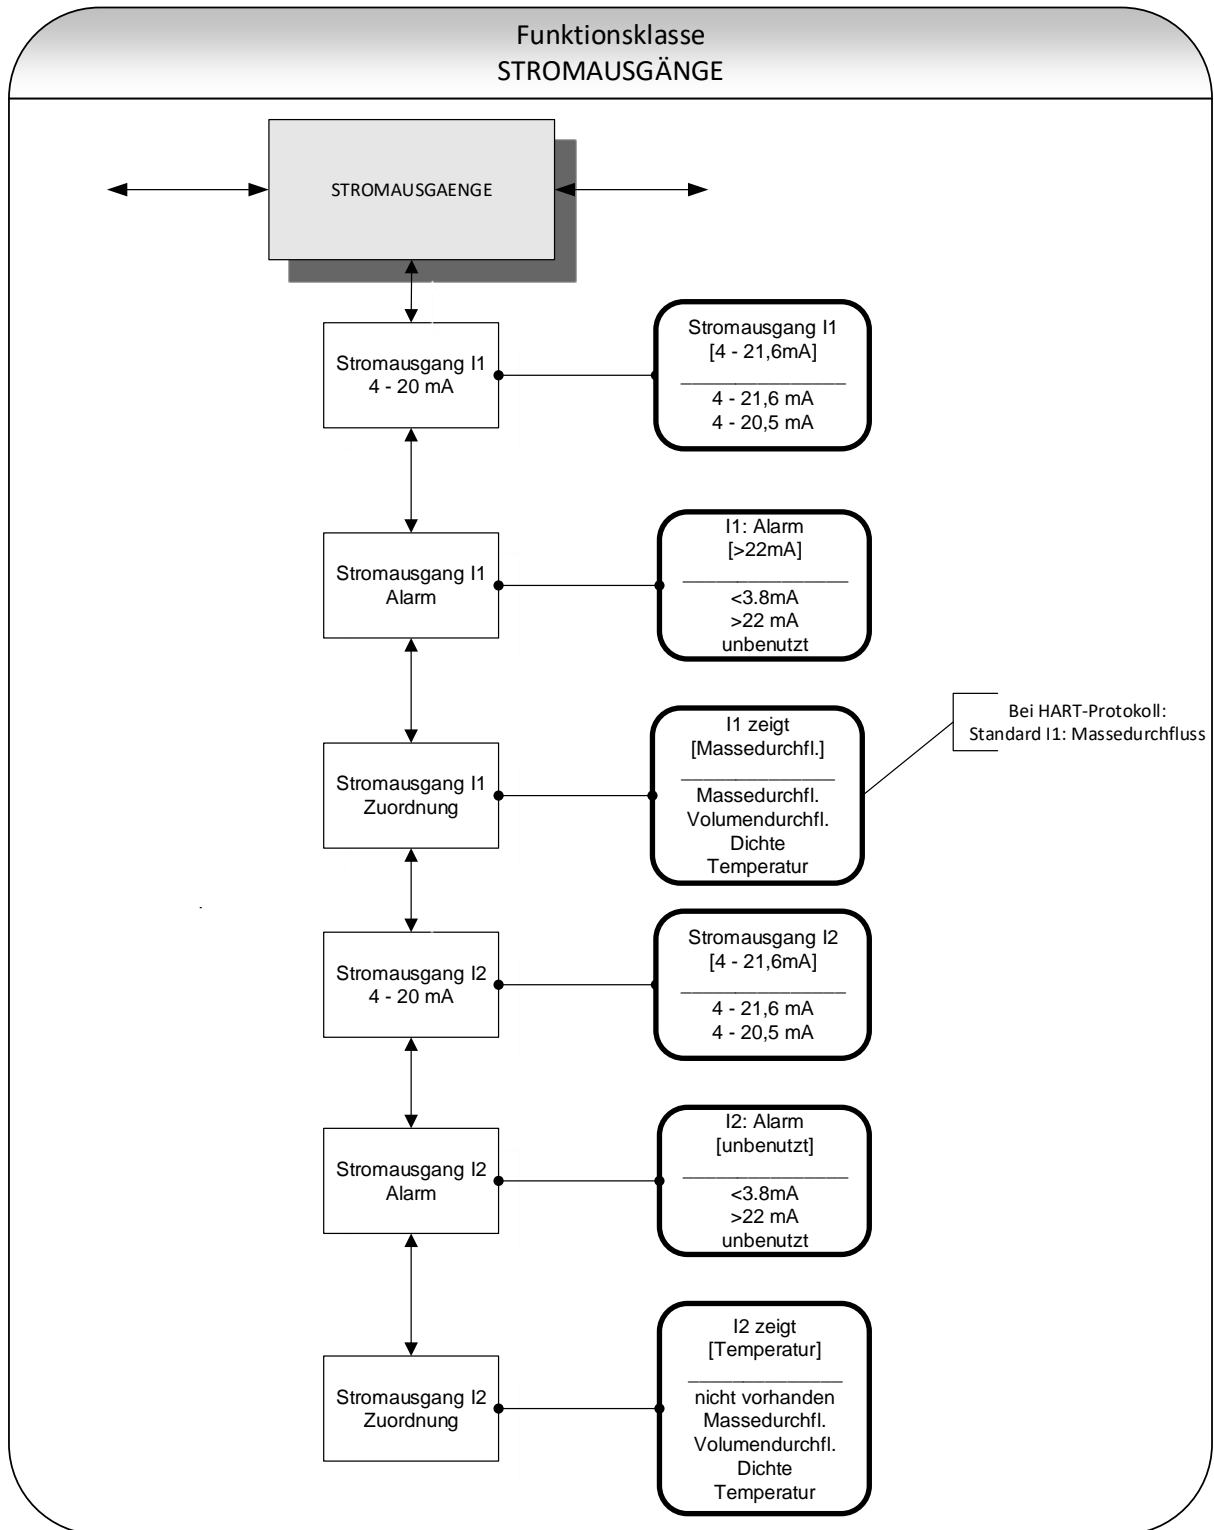 Funktionsklasse
STROMAUSGÄNGE
STROMAUSGAENGE
Stromausgang I1
4 - 20 mA
Stromausgang I1
[4 - 21,6mA]
4 - 21,6 mA
4 - 20,5 mA
Stromausgang I1
Alarm
I1: Alarm
[>22mA]
<3.8mA
>22 mA
unbenutzt
Stromausgang I1
Zuordnung
I1 zeigt
[Massedurchfl.]
Massedurchfl.
Volumendurchfl.
Dichte
Temperatur
Bei HART-Protokoll:
Standard I1: Massedurchfluss
Stromausgang I2
4 - 20 mA
Stromausgang I2
[4 - 21,6mA]
4 - 21,6 mA
4 - 20,5 mA
Stromausgang I2
Alarm
I2: Alarm
[unbenutzt]
<3.8mA
>22 mA
unbenutzt
Stromausgang I2
Zuordnung
I2 zeigt
[Temperatur]
nicht vorhanden
Massedurchfl.
Volumendurchfl.
Dichte
Temperatur